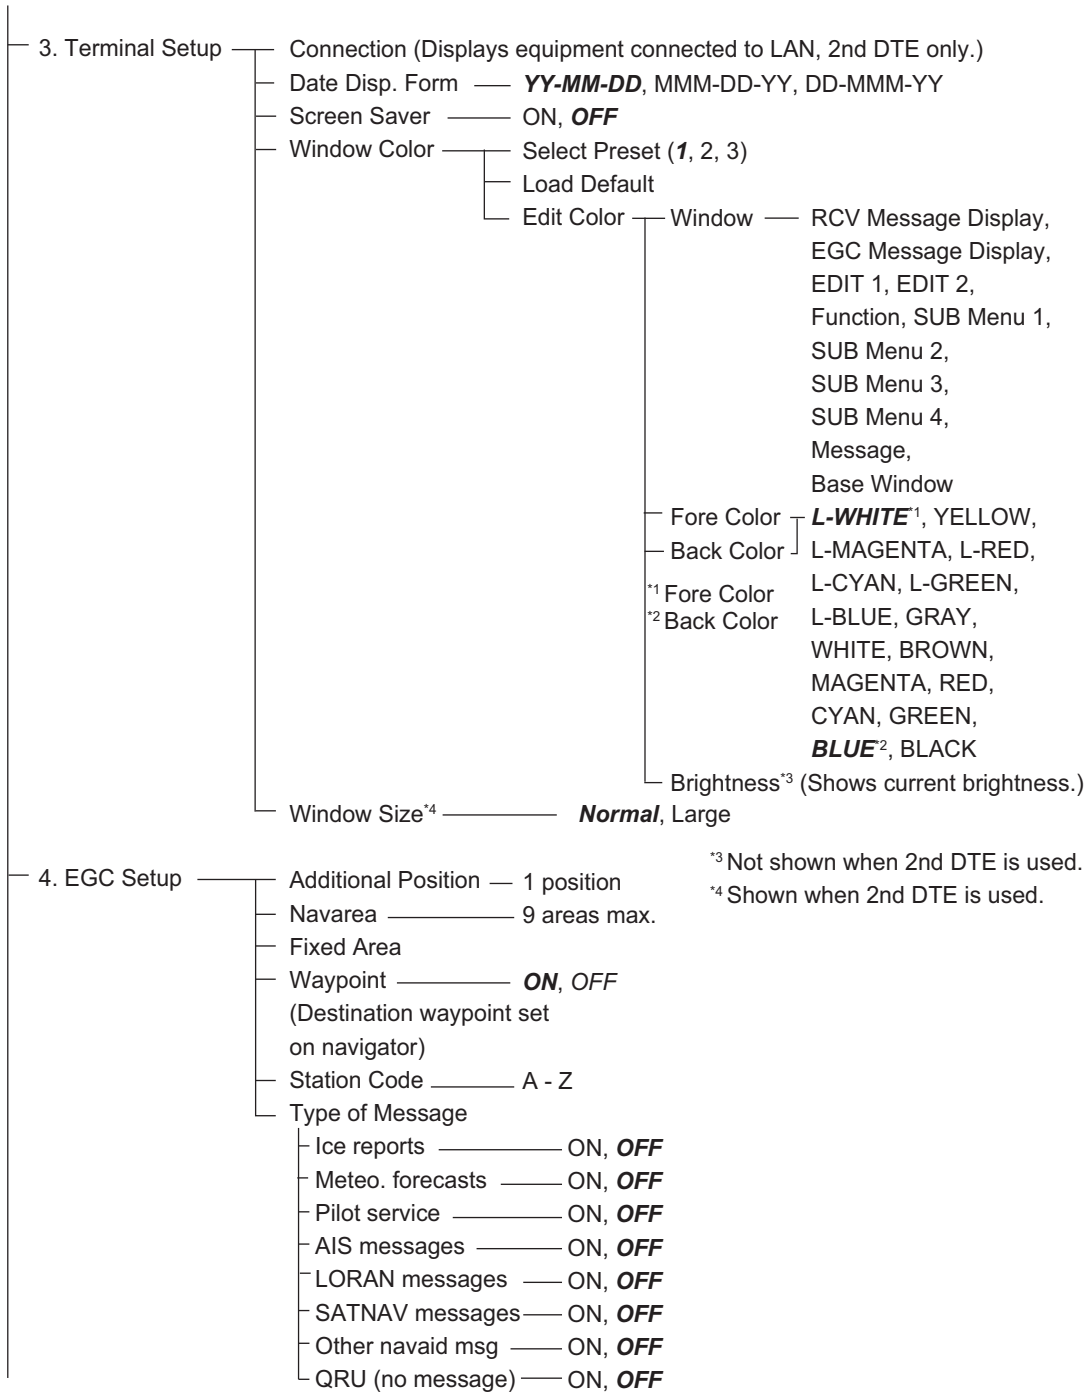 3. Terminal Setup Connection (Displays equipment connected to LAN, 2nd DTE only.)
Date Disp. Form YY-MM-DD, MMM-DD-YY, DD-MMM-YY
Screen Saver ON, OFF
Window Color Select Preset (1, 2, 3)
Load Default
Edit Color Window RCV Message Display,
EGC Message Display,
EDIT 1, EDIT 2,
Function, SUB Menu 1,
SUB Menu 2,
SUB Menu 3,
SUB Menu 4,
Message,
Base Window
Fore Color L-WHITE*1, YELLOW,
Back Color L-MAGENTA, L-RED,
*1 Fore Color L-CYAN, L-GREEN,
*2 Back Color L-BLUE, GRAY,
WHITE, BROWN,
MAGENTA, RED,
CYAN, GREEN,
BLUE*2, BLACK
Brightness*3 (Shows current brightness.)
Window Size*4 Normal, Large
*3 Not shown when 2nd DTE is used.
*4 Shown when 2nd DTE is used.
4. EGC Setup Additional Position 1 position
Navarea 9 areas max.
Fixed Area
Waypoint ON, OFF
(Destination waypoint set
on navigator)
Station Code A - Z
Type of Message
Ice reports ON, OFF
Meteo. forecasts ON, OFF
Pilot service ON, OFF
AIS messages ON, OFF
LORAN messages ON, OFF
SATNAV messages ON, OFF
Other navaid msg ON, OFF
QRU (no message) ON, OFF